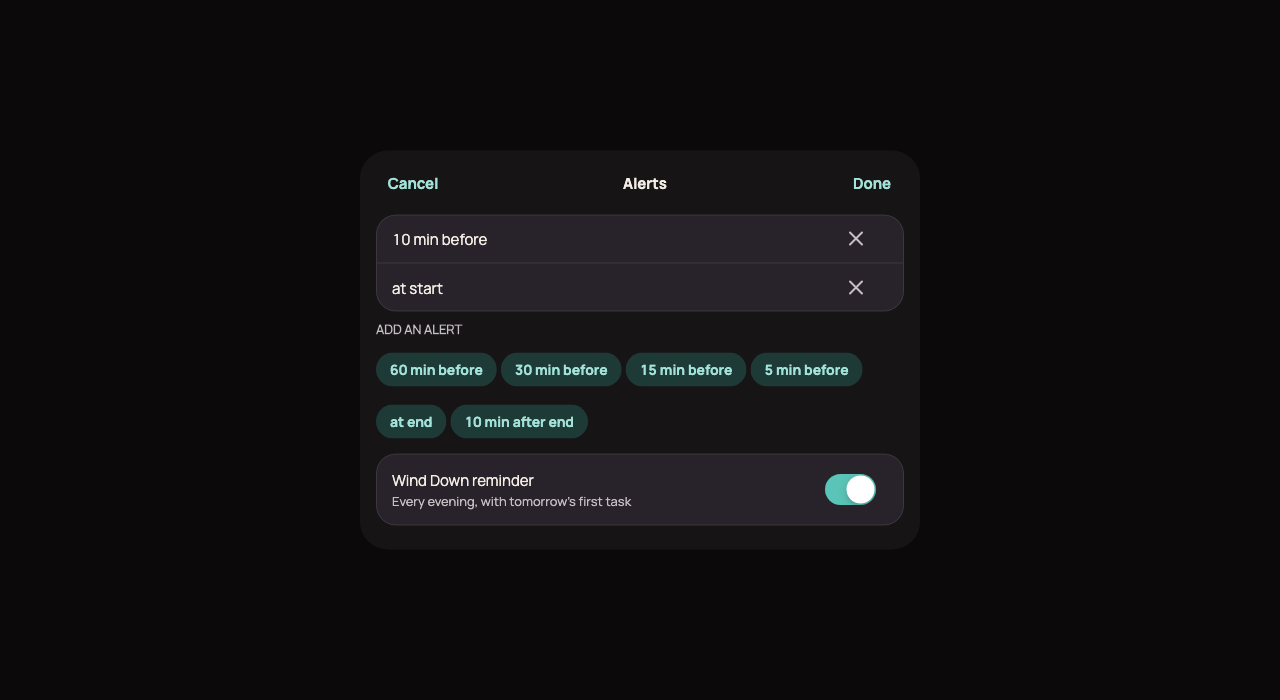 Cancel Alerts Done
10 min before
at start
ADD AN ALERT
60 min before 30 min before 15 min before 5 min before
at end 10 min after end
Wind Down reminder
Every evening, with tomorrow's first task